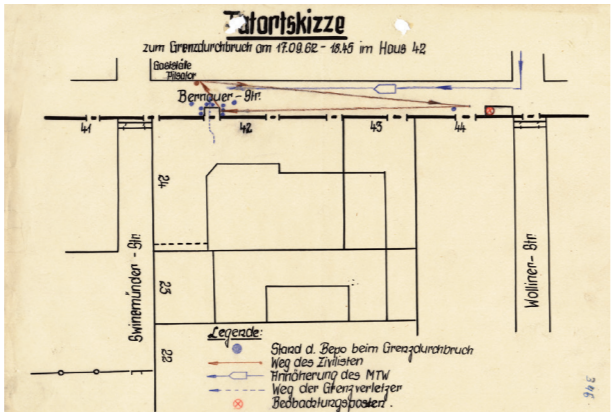 Tatortskizze
zum Grenzdurchbruch am 17.09.62 - 18.45 im Haus 42
Gaststäte
Pilsator
Bernauer-Str.
41
42
43
44
24
23
22
Swinemünder - Str.
Wolliner-Str.
Legende:
Stand d. Bepo beim Grenzdurchbruch
Weg des Zivilisten
Annäherung des MTW
Weg der Grenzverletzer
Beobachtungsposten.